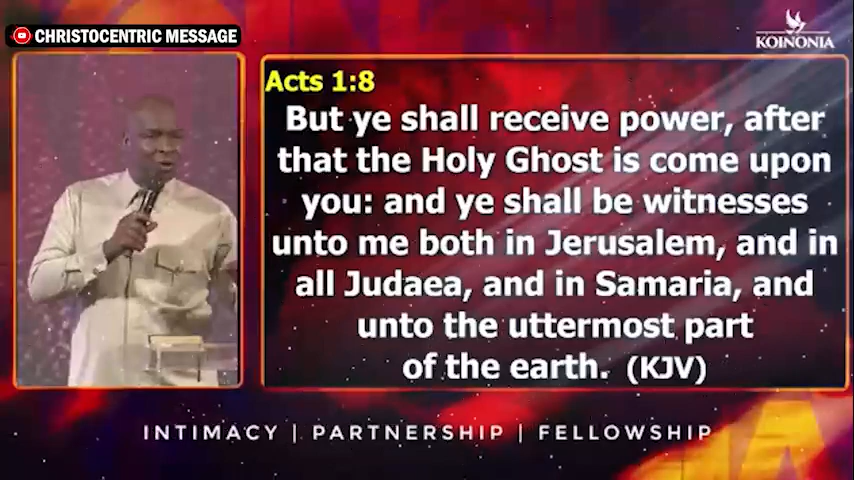 CHRISTOCENTRIC MESSAGE
KOINONIA
Acts 1:8
But ye shall receive power, after
that the Holy Ghost is come upon
you: and ye shall be witnesses
unto me both in Jerusalem, and in
all Judaea, and in Samaria, and
unto the uttermost part
of the earth. (KJV)
INTIMACY | PARTNERSHIP | FELLOWSHIP